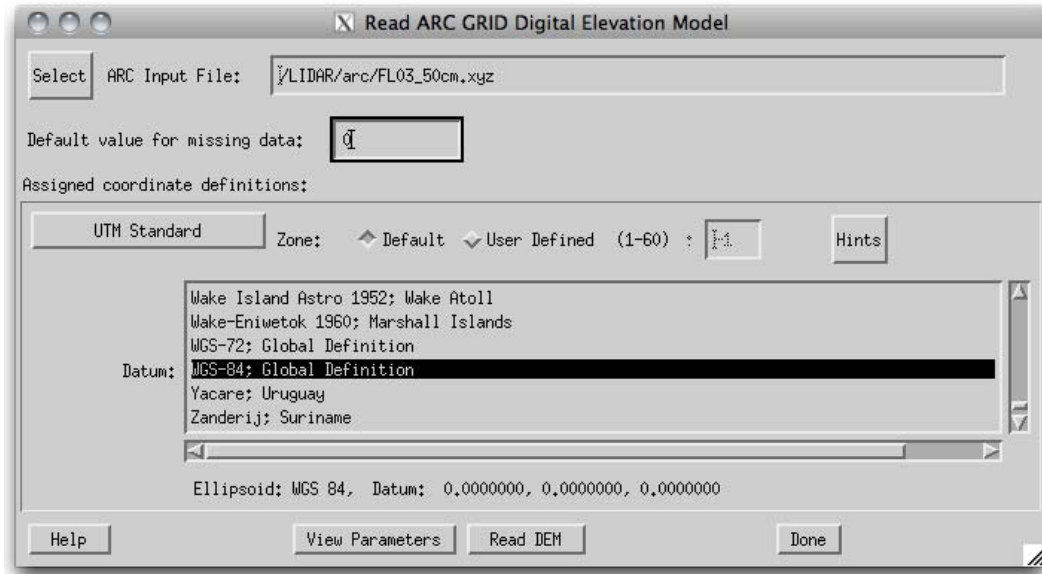 Read ARC GRID Digital Elevation Model
Select ARC Input File: /LIDAR/arc/FL03_50cm.xyz
Default value for missing data: 0
Assigned coordinate definitions:
UTM Standard Zone: Default User Defined (1-60) : -1 Hints
Wake Island Astro 1952; Wake Atoll
Wake-Eniwetok 1960; Marshall Islands
WGS-72; Global Definition
Datum: WGS-84; Global Definition
Yacare; Uruguay
Zanderij; Suriname
Ellipsoid: WGS 84, Datum: 0.0000000, 0.0000000, 0.0000000
Help View Parameters Read DEM Done